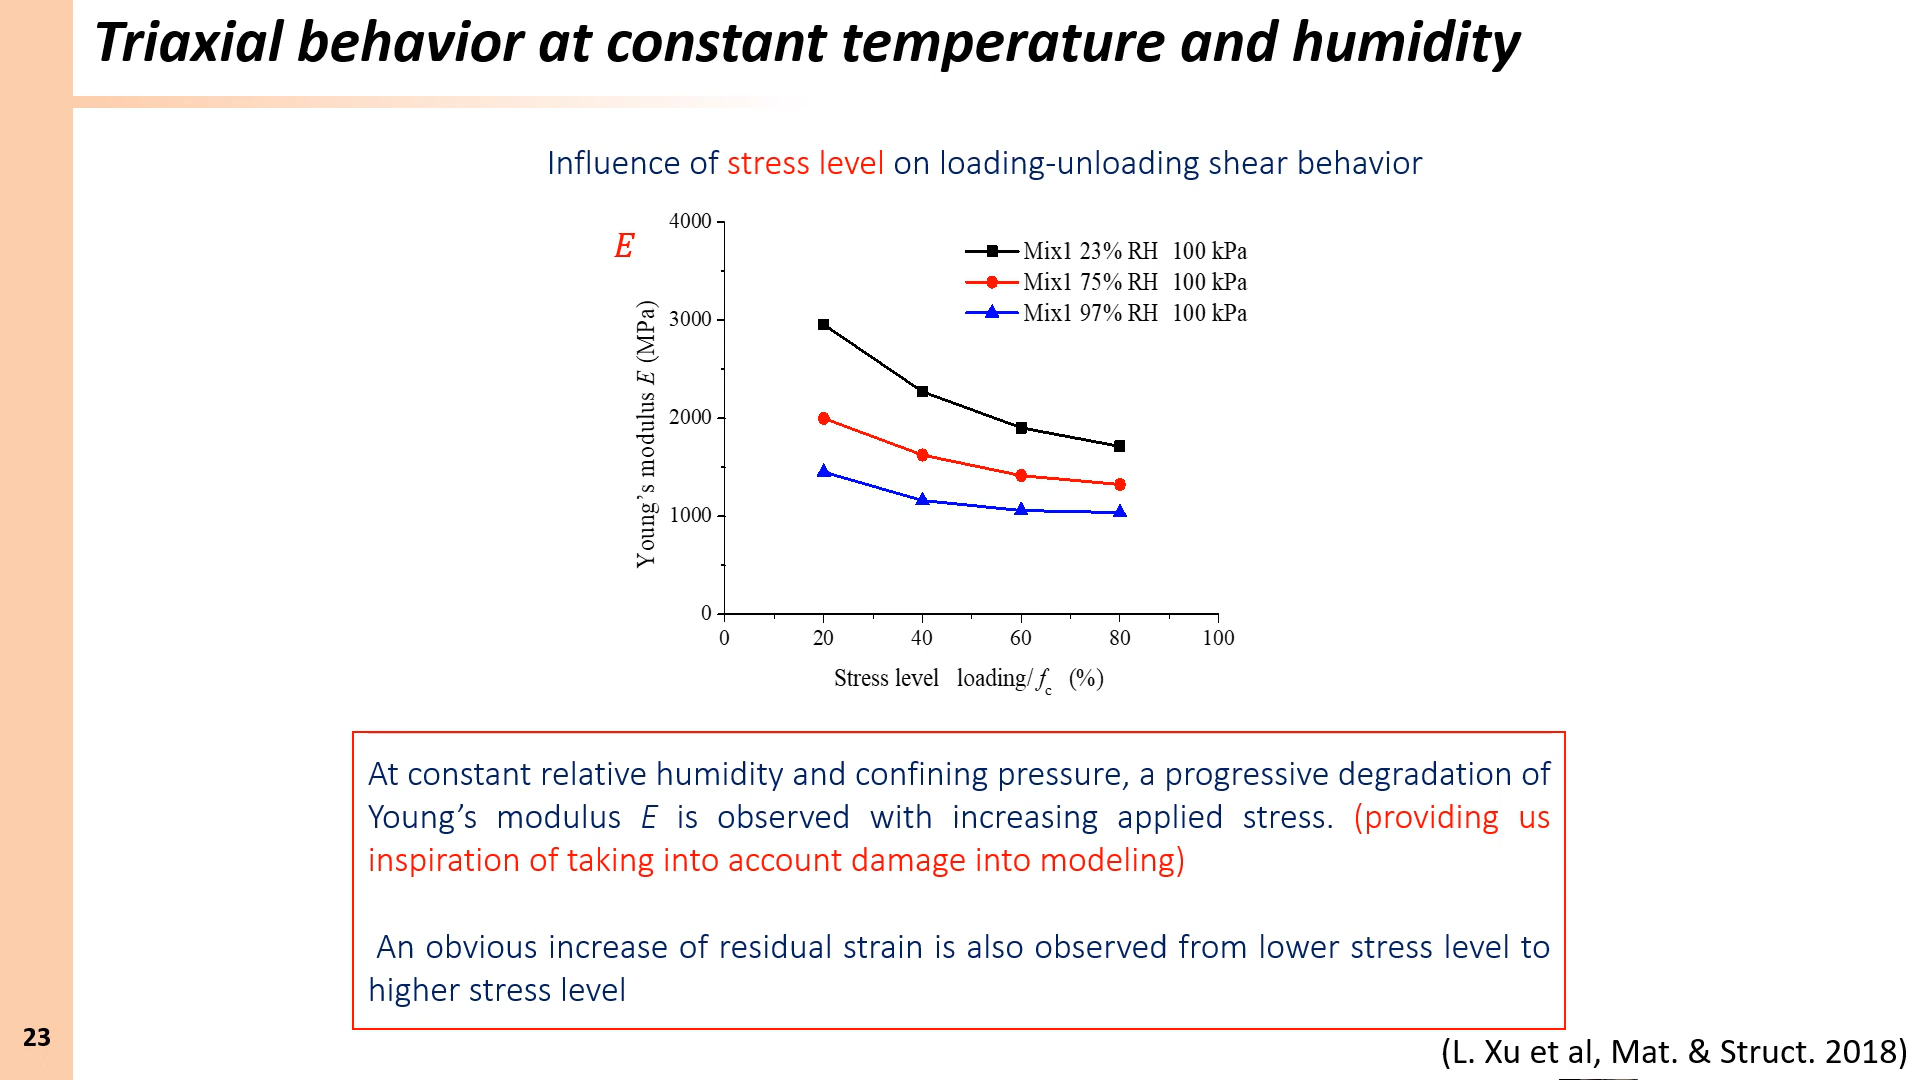 Triaxial behavior at constant temperature and humidity
Influence of stress level on loading-unloading shear behavior
E
Young’s modulus E (MPa)
4000
3000
2000
1000
0
Mix1 23% RH 100 kPa
Mix1 75% RH 100 kPa
Mix1 97% RH 100 kPa
0 20 40 60 80 100
Stress level loading/fc (%)
At constant relative humidity and confining pressure, a progressive degradation of
Young’s modulus E is observed with increasing applied stress. (providing us
inspiration of taking into account damage into modeling)
An obvious increase of residual strain is also observed from lower stress level to
higher stress level
23
(L. Xu et al, Mat. & Struct. 2018)